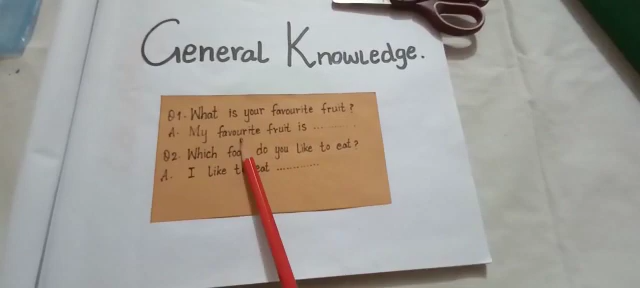 General Knowledge.
Q1. What is your favourite fruit?
A. My favourite fruit is ..........
Q2. Which do you like to eat?
A. I like eat ............